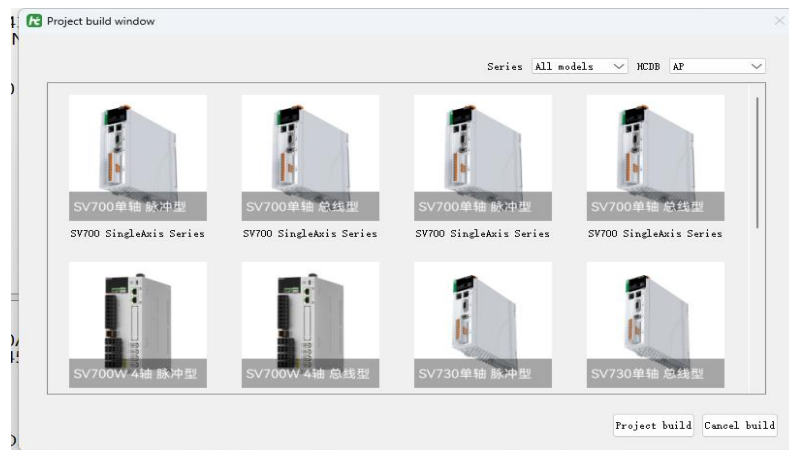 Project build window
Series All models HCDB AP
SV700单轴 脉冲型 SV700单轴 总线型 SV700单轴 脉冲型 SV700单轴 总线型
SV700 SingleAxis Series SV700 SingleAxis Series SV700 SingleAxis Series SV700 SingleAxis Series
SV700W 4轴 脉冲型 SV700W 4轴 总线型 SV730单轴 脉冲型 SV730单轴 总线型
Project build Cancel build